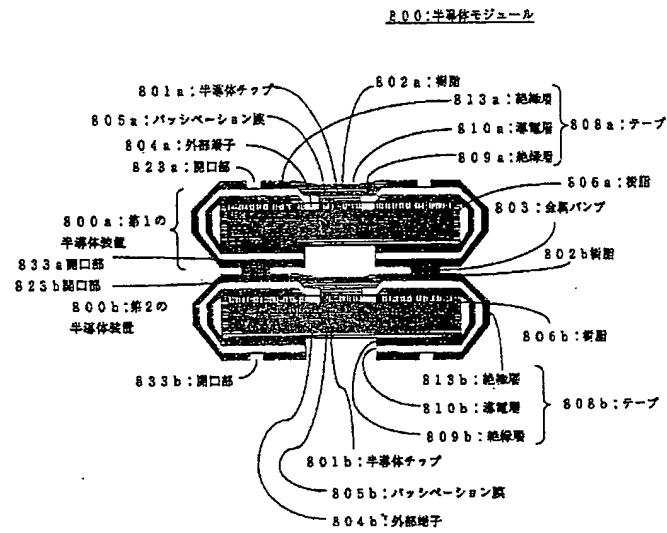 800:半導体モジュール
801a:半導体チップ
802a:樹脂
813a:絶縁層
805a:パッシベーション膜
810a:導電層
808a:テープ
804a:外部端子
809a:絶縁層
823a:開口部
806a:樹脂
800a:第1の
半導体装置
803:金属バンプ
833a開口部
802b樹脂
823b開口部
800b:第2の
半導体装置
806b:樹脂
833b:開口部
813b:絶縁層
810b:導電層
808b:テープ
809b:絶縁層
801b:半導体チップ
805b:パッシベーション膜
804b:外部端子